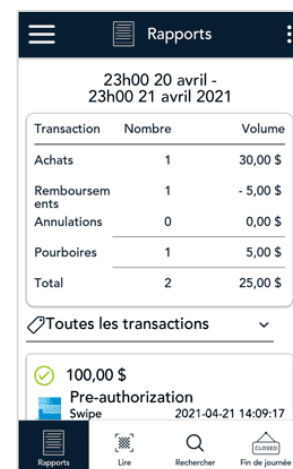 Rapports
23h00 20 avril -
23h00 21 avril 2021
Transaction Nombre Volume
Achats 1 30,00 $
Remboursem
ents 1 - 5,00 $
Annulations 0 0,00 $
Pourboires 1 5,00 $
Total 2 25,00 $
Toutes les transactions
100,00 $
Pre-authorization
Swipe 2021-04-21 14:09:17
Rapports Lire Rechercher CLOSED Fin de journée